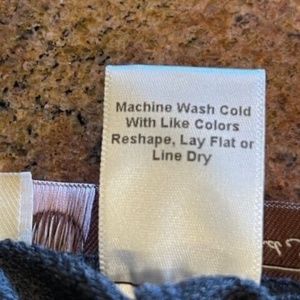 Machine Wash Cold
With Like Colors
Reshape, Lay Flat or
Line Dry